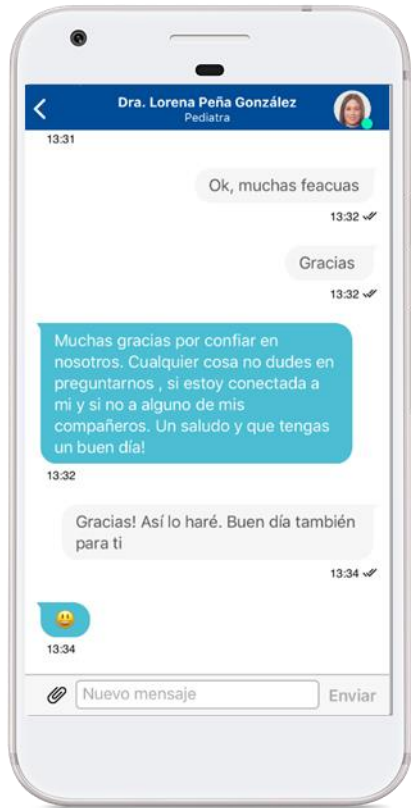 Dra. Lorena Peña González
Pediatra
13:31
Ok, muchas feacuas
13:32
Gracias
13:32
Muchas gracias por confiar en
nosotros. Cualquier cosa no dudes en
preguntarnos , si estoy conectada a
mi y si no a alguno de mis
compañeros. Un saludo y que tengas
un buen día!
13:32
Gracias! Así lo haré. Buen día también
para ti
13:34
😃
13:34
Nuevo mensaje
Enviar